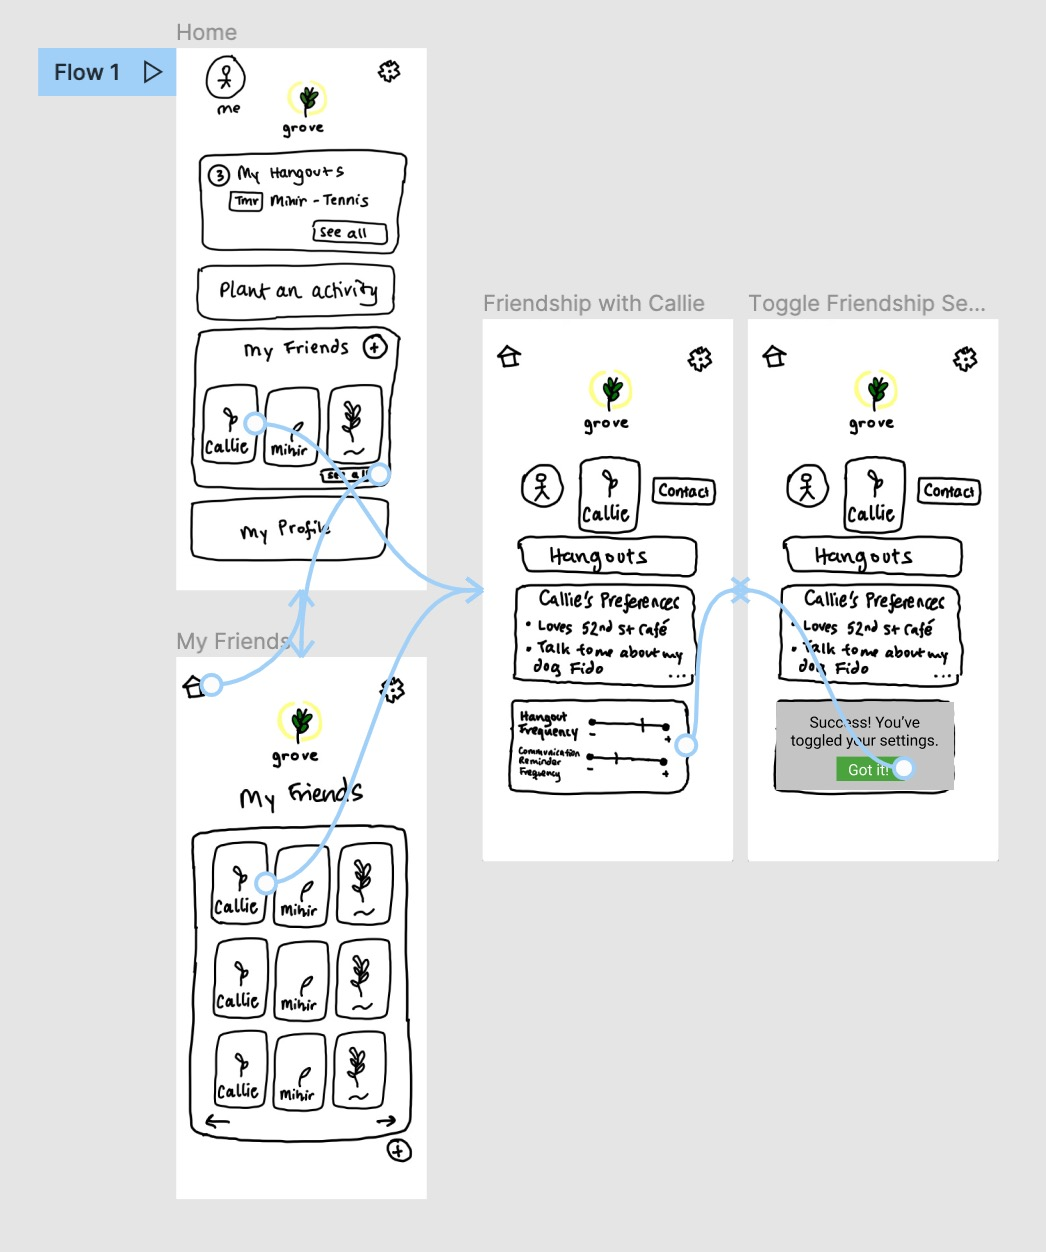 Home
Flow 1
me
grove
3 My Hangouts
Tmr Mihir - Tennis
see all
Plant an activity
My Friends +
Callie
Mihir
see all
My Profile
My Friends
grove
My Friends
Callie
Mihir
Callie
Mihir
Callie
Mihir
+
Friendship with Callie
grove
Callie
Contact
Hangouts
Callie's Preferences
• Loves 52nd st Café
• Talk to me about my
dog Fido
...
Hangout
Frequency
- +
Communication
Reminder
Frequency
- +
Toggle Friendship Se...
grove
Callie
Contact
Hangouts
Callie's Preferences
• Loves 52nd st Café
• Talk to me about my
dog Fido
...
Success! You've
toggled your settings.
Got it!